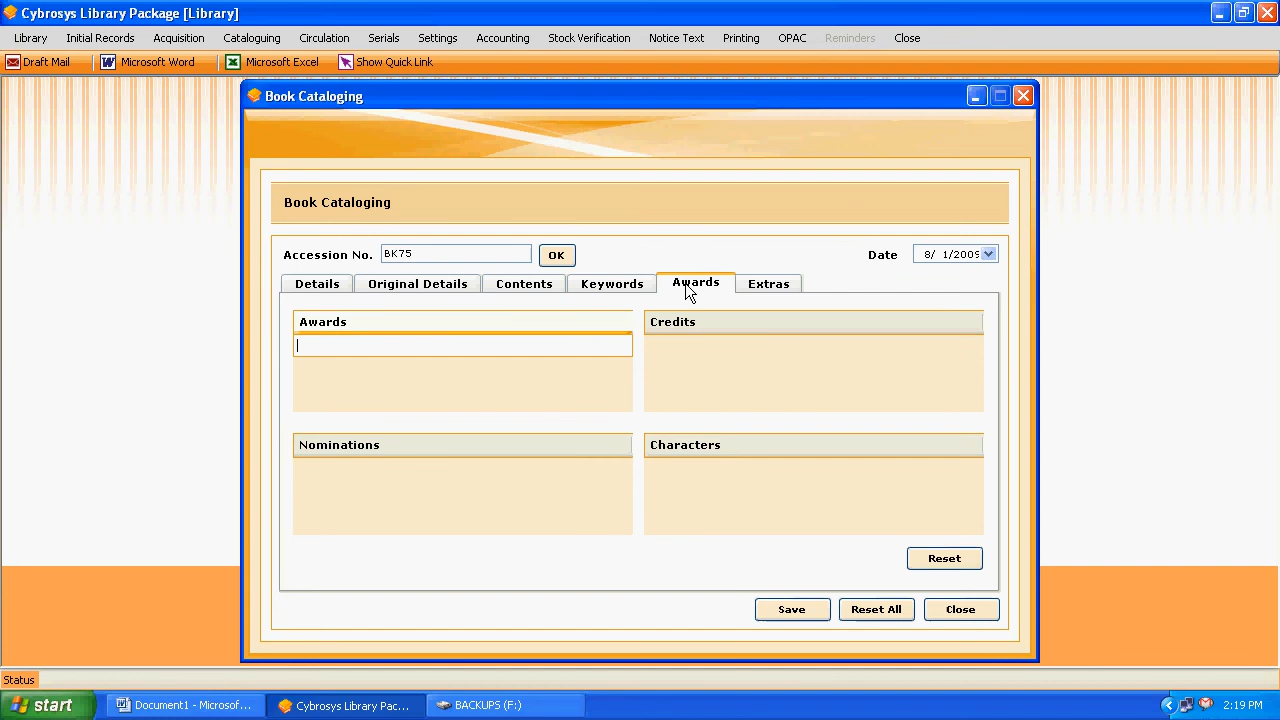 Cybrosys Library Package [Library]
Library Initial Records Acquisition Cataloguing Circulation Serials Settings Accounting Stock Verification Notice Text Printing OPAC Reminders Close
Draft Mail Microsoft Word Microsoft Excel Show Quick Link
Book Cataloging
Book Cataloging
Accession No. BK75 OK Date 8/ 1/2009
Details Original Details Contents Keywords Awards Extras
Awards Credits
Nominations Characters
Reset
Save Reset All Close
Status
start Document1 - Microsof... Cybrosys Library Pac... BACKUPS (F:) 2:19 PM